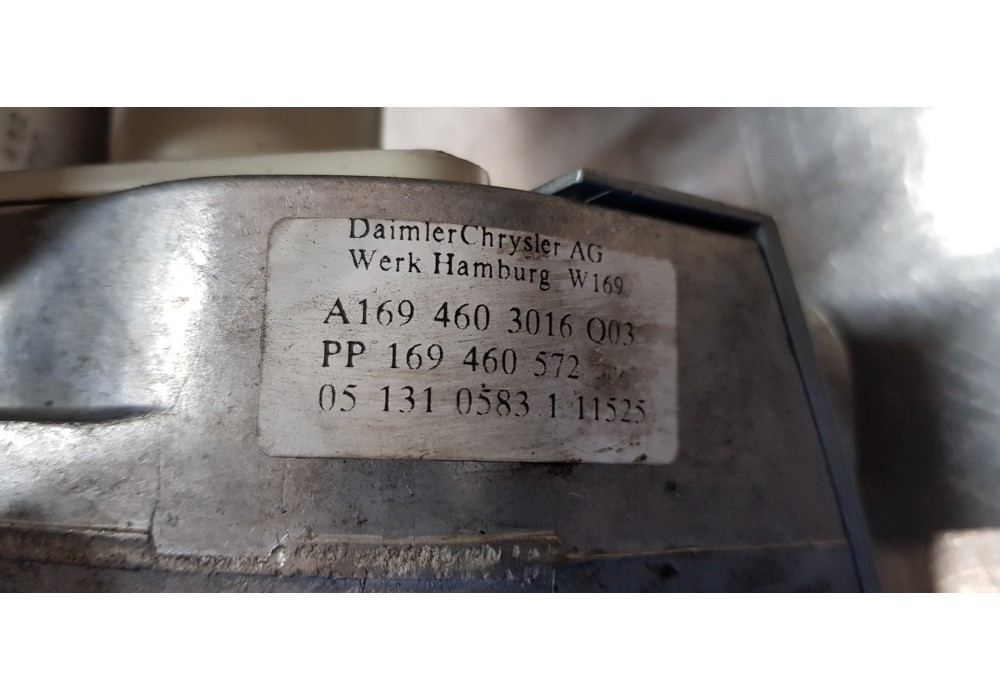 DaimlerChrysler AG
Werk Hamburg W169
A169 460 3016 Q03
PP 169 460 572
05 131 0583 1 11525